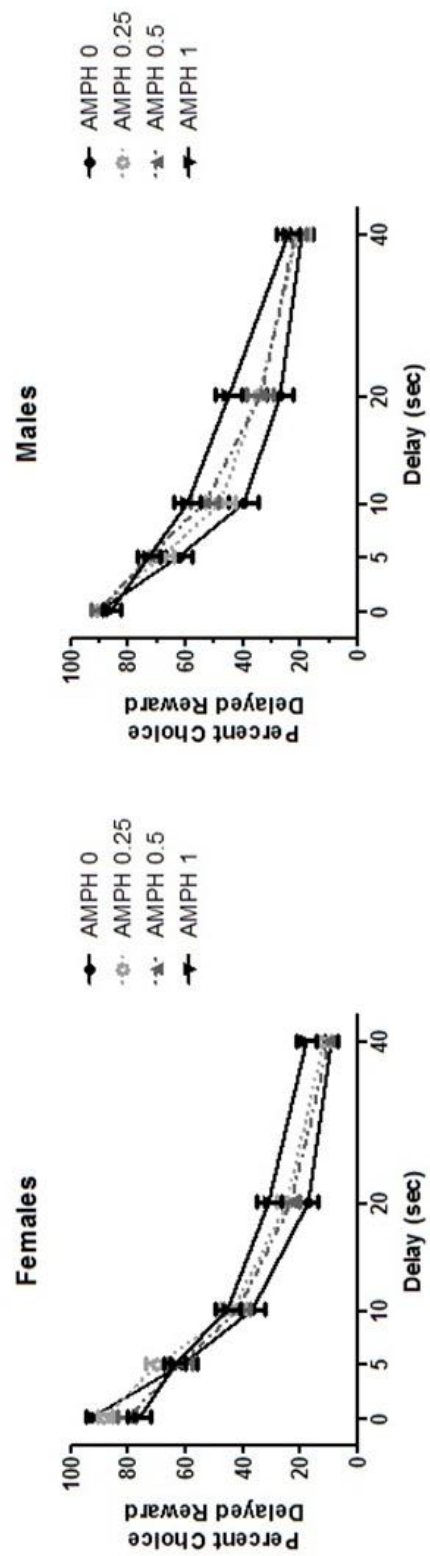 Females
AMPH 0
AMPH 0.25
AMPH 0.5
AMPH 1
Percent Choice
Delayed Reward
100
80
60
40
20
0
0 5 10 20 40
Delay (sec)
Males
AMPH 0
AMPH 0.25
AMPH 0.5
AMPH 1
Percent Choice
Delayed Reward
100
80
60
40
20
0
0 5 10 20 40
Delay (sec)